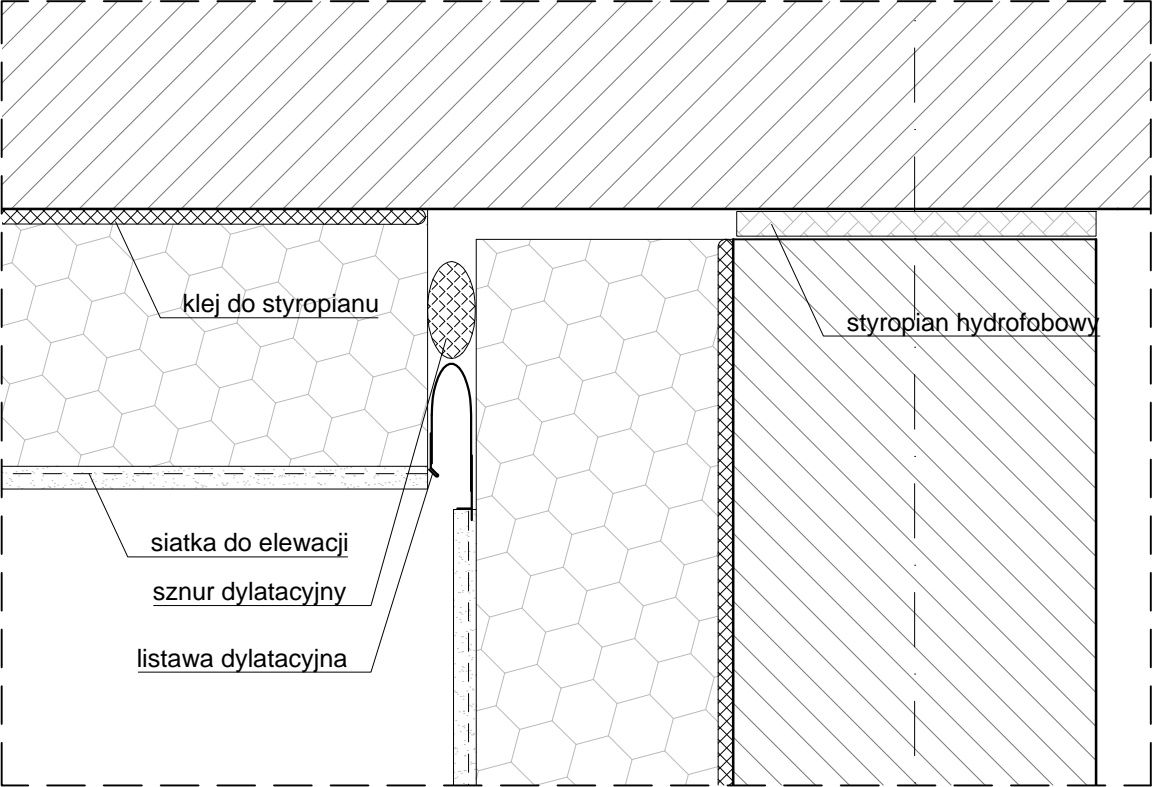 klej do styropianu
styropian hydrofobowy
siatka do elewacji
sznur dylatacyjny
listawa dylatacyjna